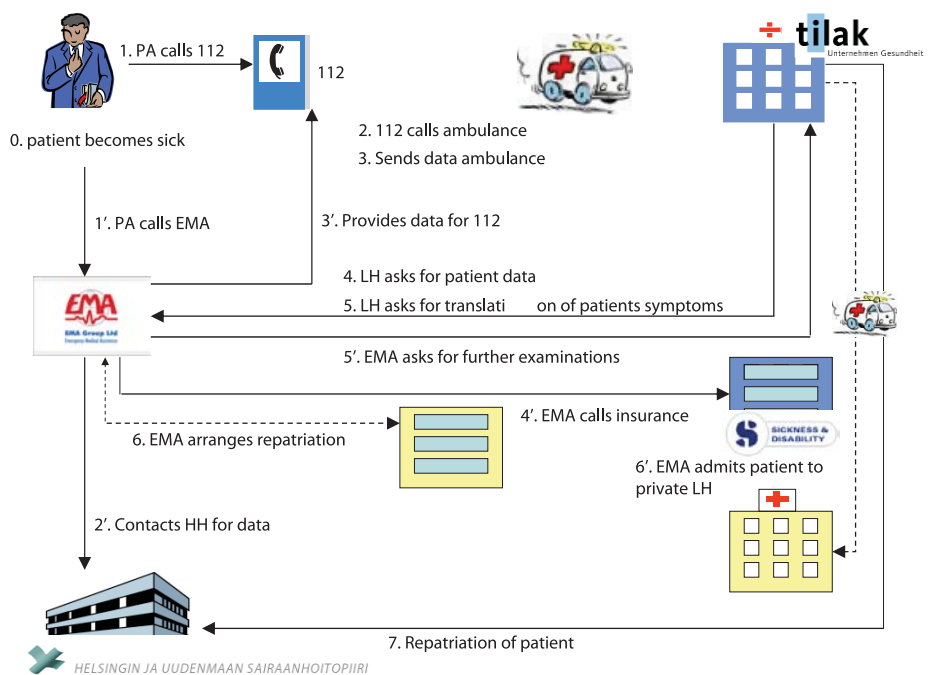 1. PA calls 112
112
tilak
Unternehmen Gesundheit
0. patient becomes sick
2. 112 calls ambulance
3. Sends data ambulance
1′. PA calls EMA
3′. Provides data for 112
4. LH asks for patient data
5. LH asks for translati on of patients symptoms
EMA
EMA Group Ltd
5′. EMA asks for further examinations
4′. EMA calls insurance
S SICKNESS &
DISABILITY
6. EMA arranges repatriation
6′. EMA admits patient to
private LH
2′. Contacts HH for data
7. Repatriation of patient
HELSINGIN JA UUDENMAAN SAIRAANHOITOPIIRI